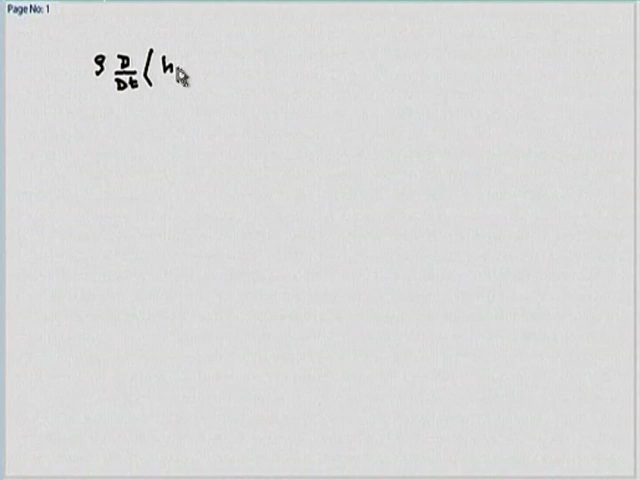 Page No: 1
ρ D/Dt ( h